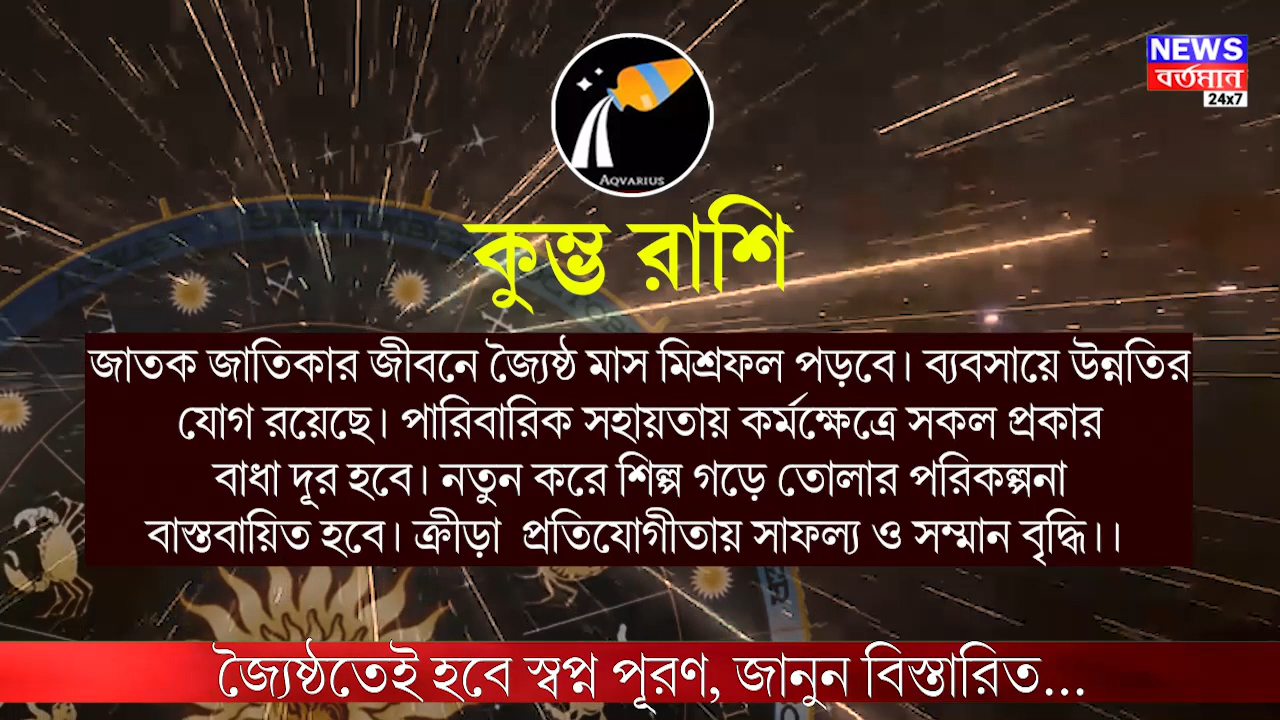 NEWS
বর্তমান
24x7
AQVARIUS
কুম্ভ রাশি
জাতক জাতিকার জীবনে জ্যৈষ্ঠ মাস মিশ্রফল পড়বে। ব্যবসায়ে উন্নতির
যোগ রয়েছে। পারিবারিক সহায়তায় কর্মক্ষেত্রে সকল প্রকার
বাধা দূর হবে। নতুন করে শিল্প গড়ে তোলার পরিকল্পনা
বাস্তবায়িত হবে। ক্রীড়া প্রতিযোগীতায় সাফল্য ও সম্মান বৃদ্ধি।।
জ্যৈষ্ঠতেই হবে স্বপ্ন পূরণ, জানুন বিস্তারিত...